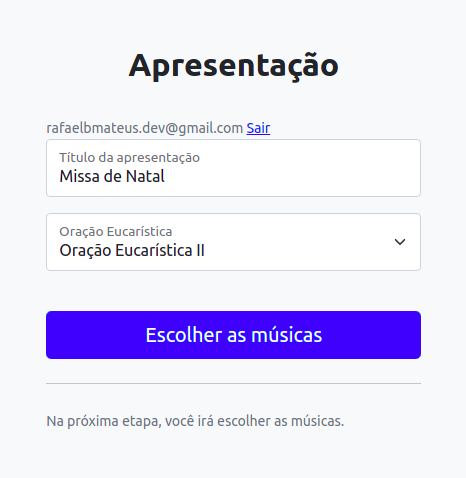 Apresentação
rafaelbmateus.dev@gmail.com Sair
Título da apresentação
Missa de Natal
Oração Eucarística
Oração Eucarística II
Escolher as músicas
Na próxima etapa, você irá escolher as músicas.